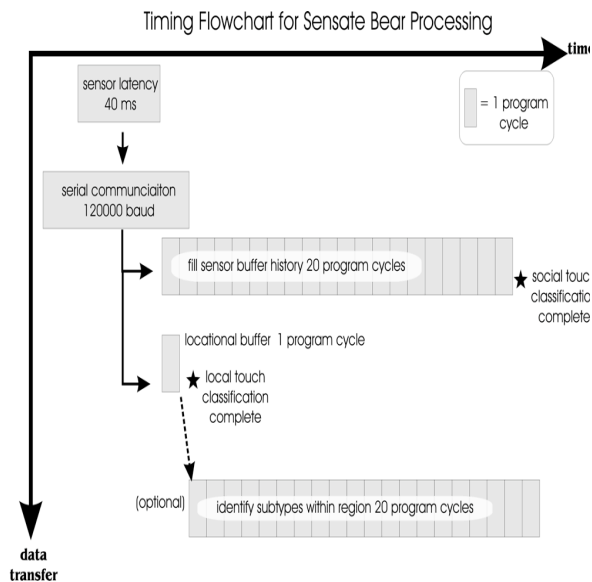 Timing Flowchart for Sensate Bear Processing
time
sensor latency
40 ms
= 1 program
cycle
serial communciaiton
120000 baud
fill sensor buffer history 20 program cycles
social touc
classification
complete
locational buffer 1 program cycle
local touch
classification
complete
(optional)
identify subtypes within region 20 program cycles
data
transfer